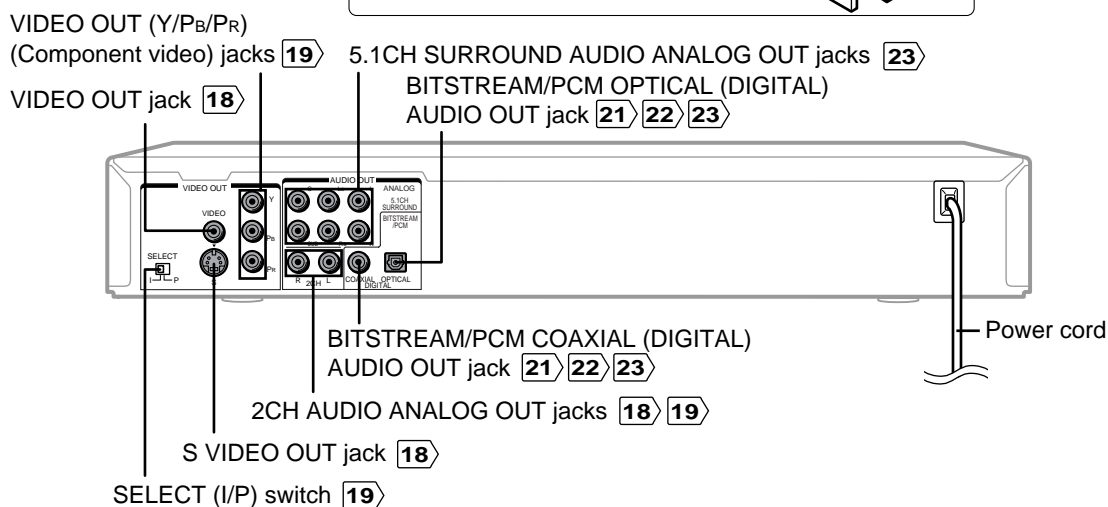 VIDEO OUT (Y/PB/PR)
(Component video) jacks 19
5.1CH SURROUND AUDIO ANALOG OUT jacks 23
VIDEO OUT jack 18
BITSTREAM/PCM OPTICAL (DIGITAL)
AUDIO OUT jack 21 22 23
VIDEO OUT
AUDIO OUT
ANALOG
5.1CH
SURROUND
BITSTREAM
/PCM
Y
VIDEO
PB
SELECT
PR
I P
S
R 2CH L
COAXIAL OPTICAL
DIGITAL
BITSTREAM/PCM COAXIAL (DIGITAL)
AUDIO OUT jack 21 22 23
Power cord
2CH AUDIO ANALOG OUT jacks 18 19
S VIDEO OUT jack 18
SELECT (I/P) switch 19